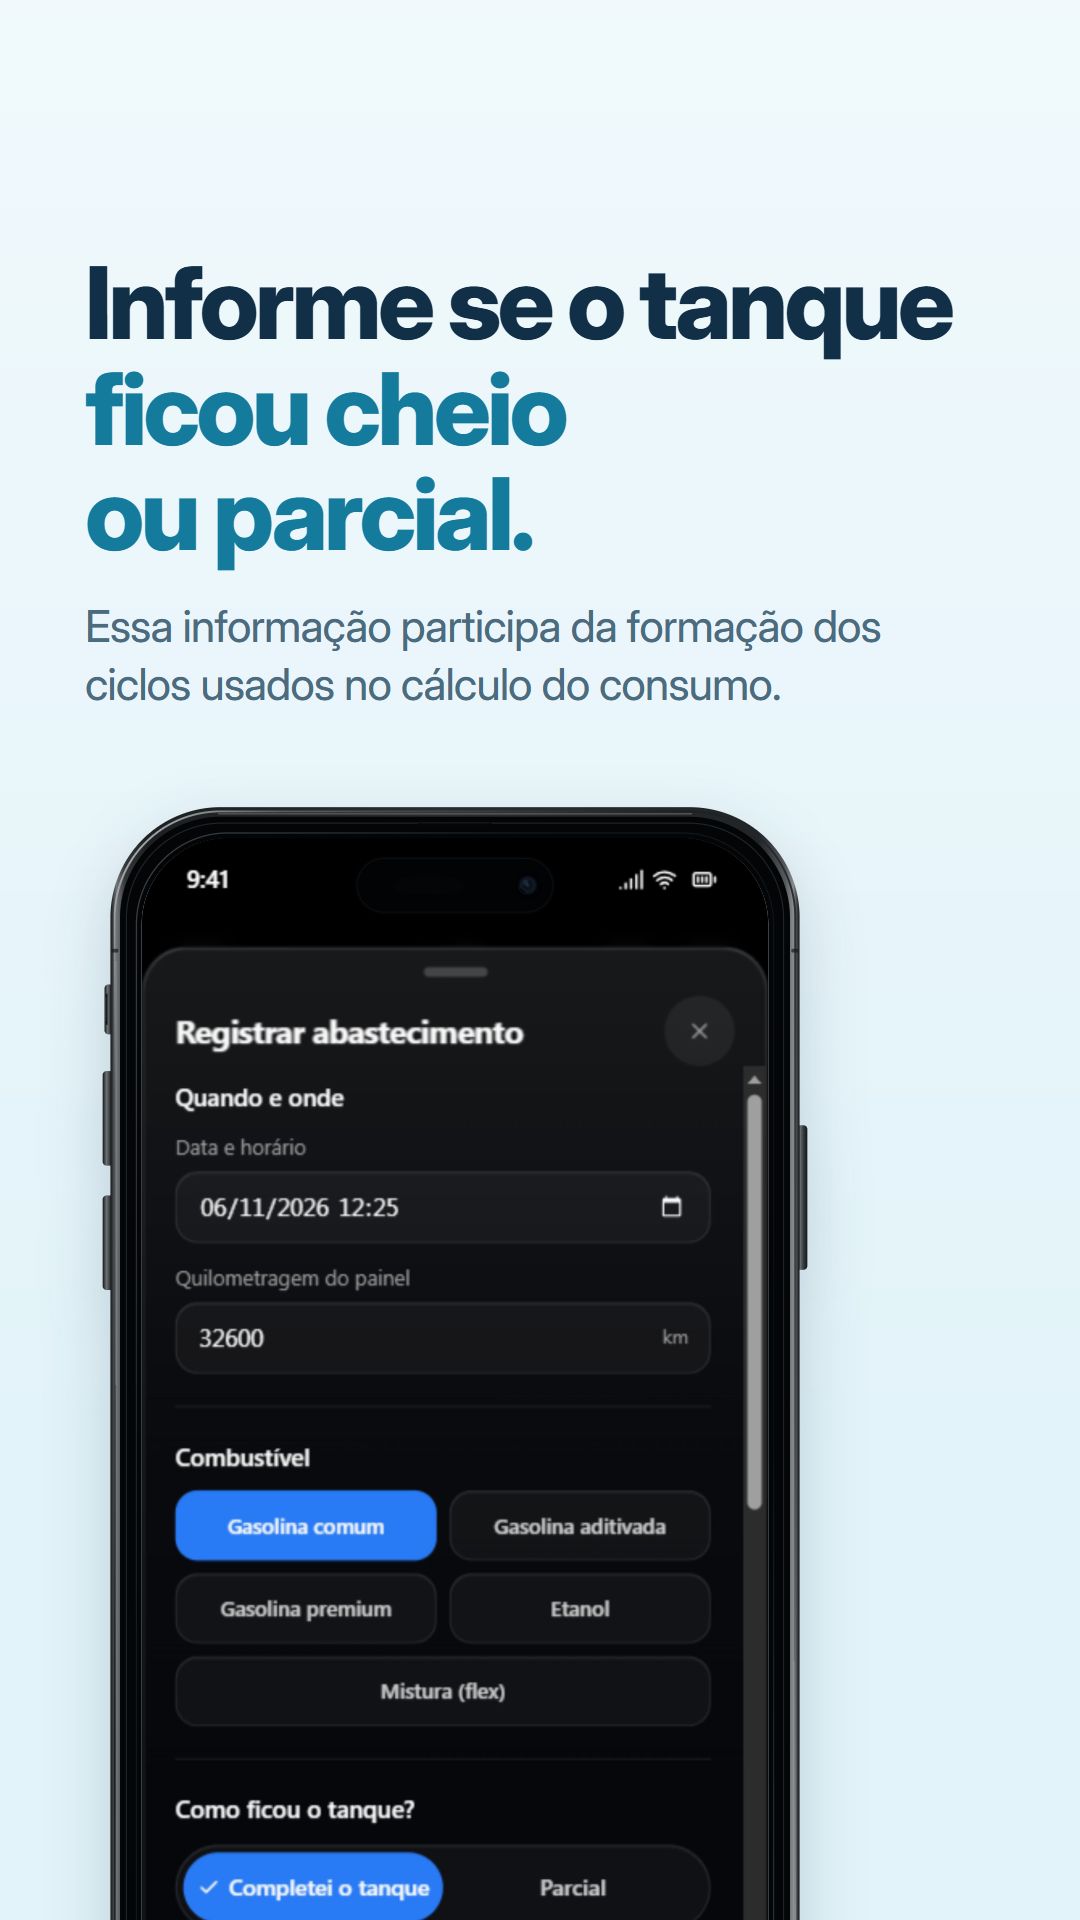 Informe se o tanque
ficou cheio
ou parcial.
Essa informação participa da formação dos
ciclos usados no cálculo do consumo.
9:41
Registrar abastecimento
Quando e onde
Data e horário
06/11/2026 12:25
Quilometragem do painel
32600 km
Combustível
Gasolina comum Gasolina aditivada
Gasolina premium Etanol
Mistura (flex)
Como ficou o tanque?
Completei o tanque Parcial